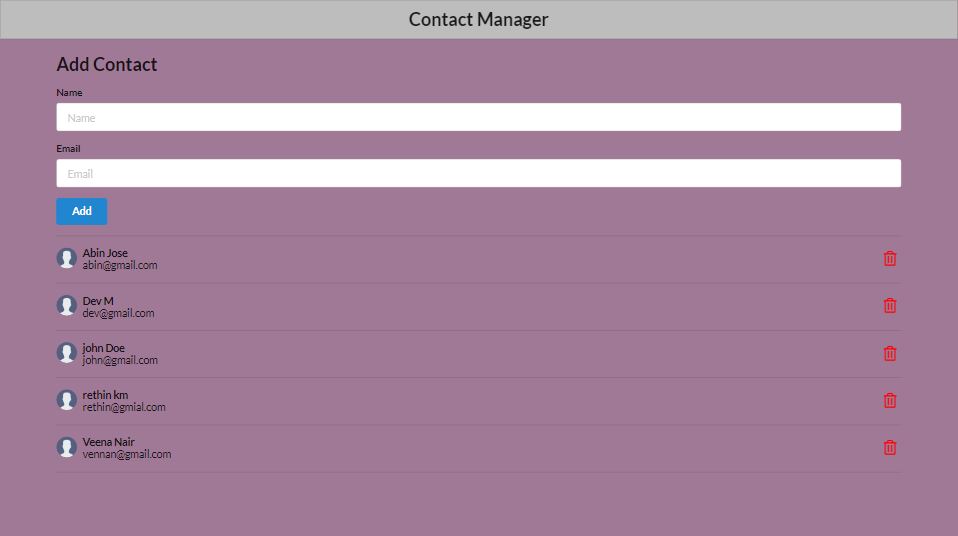 Contact Manager
Add Contact
Name
Name
Email
Email
Add
Abin Jose
abin@gmail.com
Dev M
dev@gmail.com
john Doe
john@gmail.com
rethin km
rethin@gmial.com
Veena Nair
vennan@gmail.com